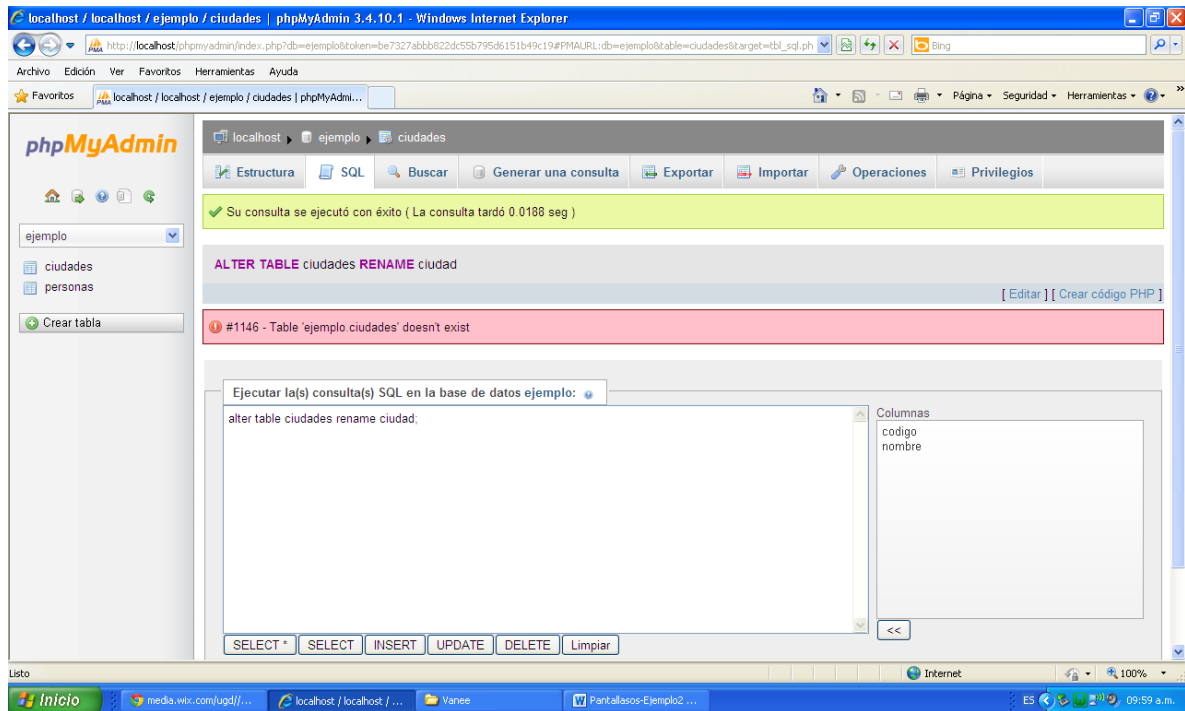 localhost / localhost / ejemplo / ciudades | phpMyAdmin 3.4.10.1 - Windows Internet Explorer
http://localhost/phpmyadmin/index.php?db=ejemplo&token=be7327abbb822dc55b795d6151b49c19#PMAURL:db=ejemplo&table=ciudades&target=tbl_sql.ph
Bing
Archivo Edición Ver Favoritos Herramientas Ayuda
Favoritos
localhost / localhost / ejemplo / ciudades | phpMyAdmi...
Página Seguridad Herramientas
phpMyAdmin
ejemplo
ciudades
personas
Crear tabla
localhost ejemplo ciudades
Estructura SQL Buscar Generar una consulta Exportar Importar Operaciones Privilegios
Su consulta se ejecutó con éxito ( La consulta tardó 0.0188 seg )
ALTER TABLE ciudades RENAME ciudad
[ Editar ] [ Crear código PHP ]
#1146 - Table 'ejemplo.ciudades' doesn't exist
Ejecutar la(s) consulta(s) SQL en la base de datos ejemplo:
alter table ciudades rename ciudad;
Columnas
codigo
nombre
<<
SELECT * SELECT INSERT UPDATE DELETE Limpiar
Listo
Internet
100%
Inicio
media.wix.com/ugd//...
localhost / localhost / ...
Vanee
Pantallasos-Ejemplo2 ...
ES
09:59 a.m.